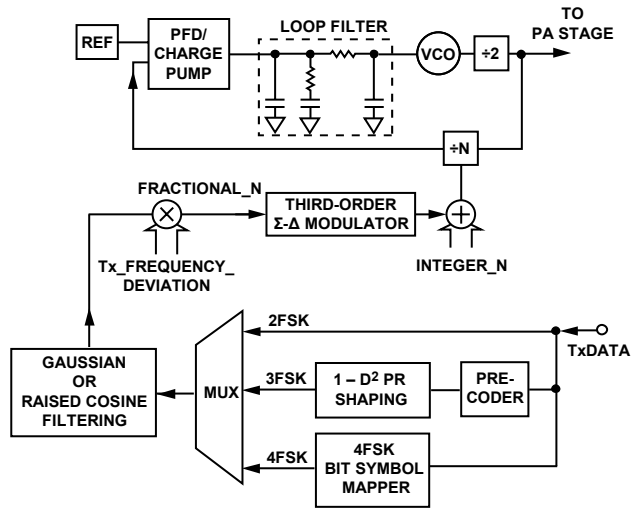 LOOP FILTER
TO
PA STAGE
REF
PFD/
CHARGE
PUMP
VCO
÷2
÷N
FRACTIONAL_N
THIRD-ORDER
Σ-Δ MODULATOR
Tx_FREQUENCY_
DEVIATION
INTEGER_N
2FSK
TxDATA
GAUSSIAN
OR
RAISED COSINE
FILTERING
MUX
3FSK
1 – D² PR
SHAPING
PRE-
CODER
4FSK
4FSK
BIT SYMBOL
MAPPER